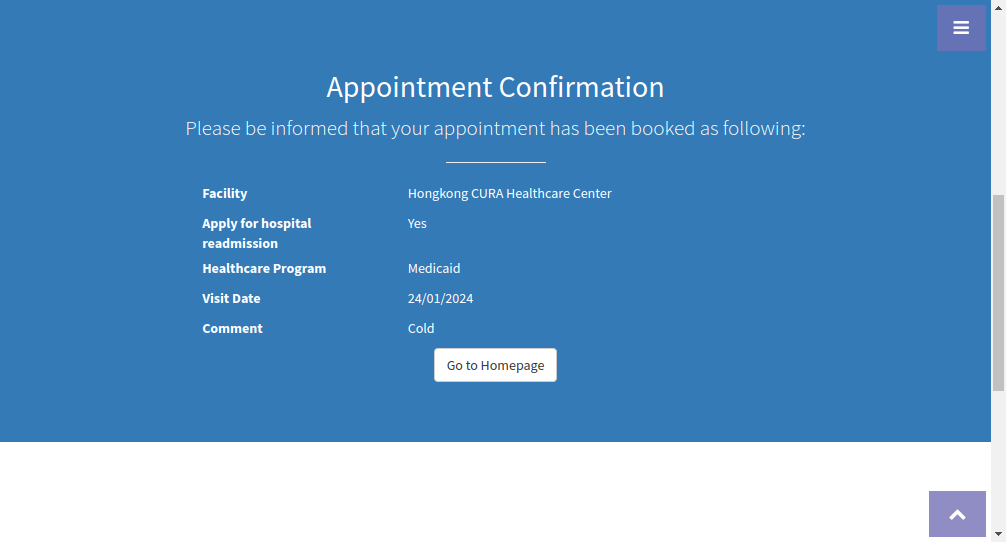 Appointment Confirmation
Please be informed that your appointment has been booked as following:
Facility Hongkong CURA Healthcare Center
Apply for hospital Yes
readmission
Healthcare Program Medicaid
Visit Date 24/01/2024
Comment Cold
Go to Homepage